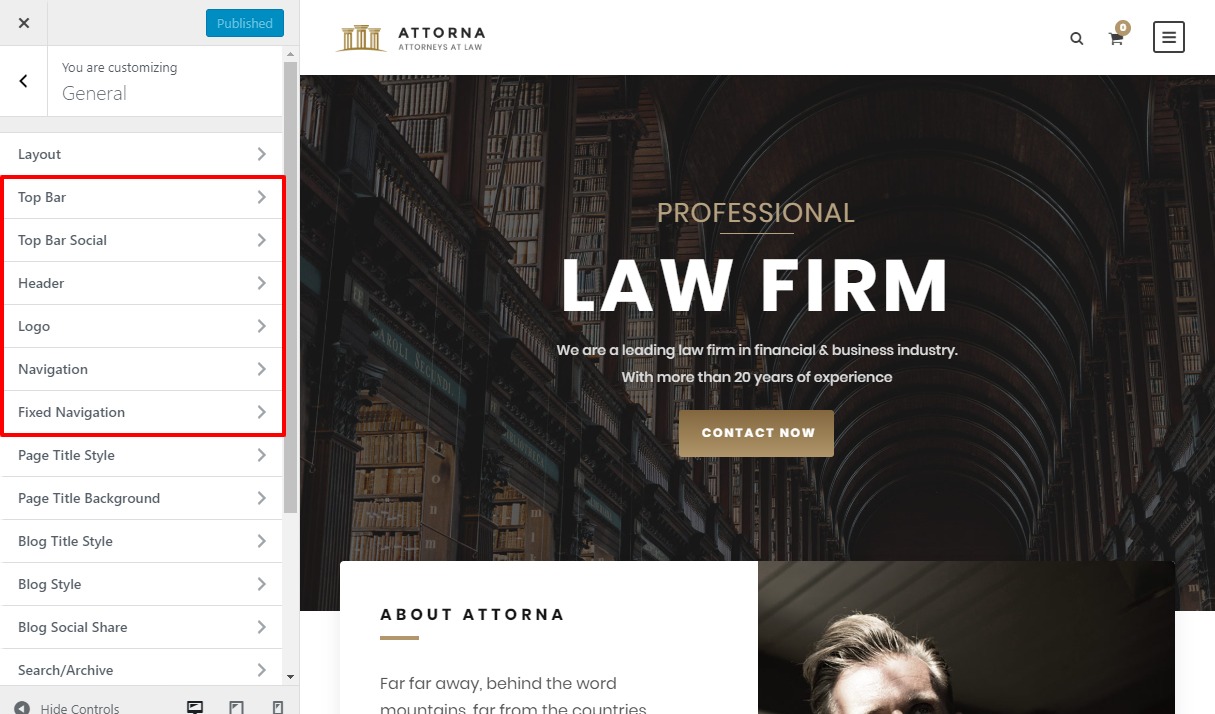 Published
You are customizing
General
Layout
Top Bar
Top Bar Social
Header
Logo
Navigation
Fixed Navigation
Page Title Style
Page Title Background
Blog Title Style
Blog Style
Blog Social Share
Search/Archive
Hide Controls
ATTORNA
ATTORNEYS AT LAW
0
PROFESSIONAL
LAW FIRM
We are a leading law firm in financial & business industry.
With more than 20 years of experience
CONTACT NOW
ABOUT ATTORNA
Far far away, behind the word
mountains, far from the countries